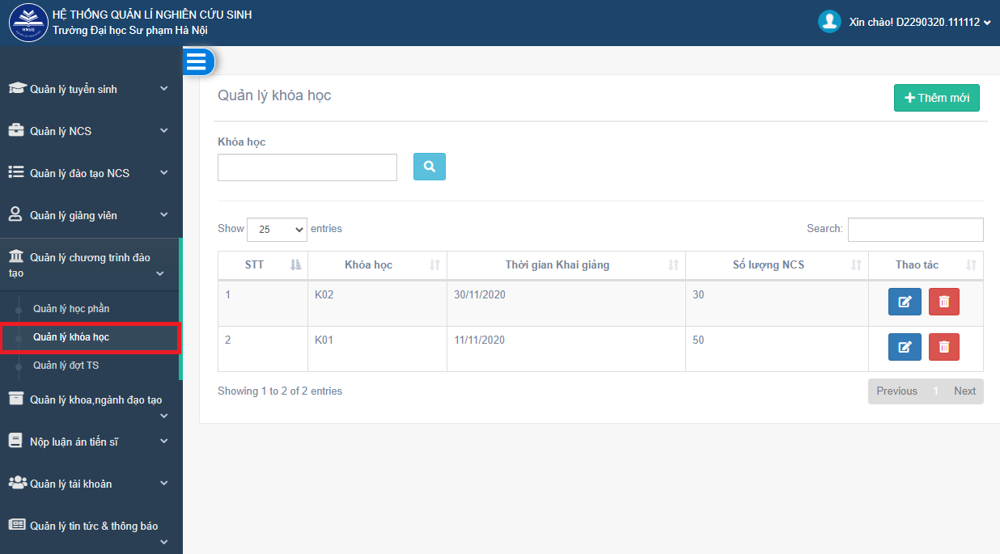 HỆ THỐNG QUẢN LÍ NGHIÊN CỨU SINH
Trường Đại học Sư phạm Hà Nội
HNUE
Xin chào! D2290320.111112
Quản lý tuyển sinh
Quản lý NCS
Quản lý đào tạo NCS
Quản lý giảng viên
Quản lý chương trình đào
tạo
Quản lý học phần
Quản lý khóa học
Quản lý đợt TS
Quản lý khoa,ngành đạo tạo
Nộp luận án tiến sĩ
Quản lý tài khoản
Quản lý tin tức & thông báo
Quản lý khóa học
Thêm mới
Khóa học
Show 25 entries
Search:
STT Khóa học Thời gian Khai giảng Số lượng NCS Thao tác
1 K02 30/11/2020 30
2 K01 11/11/2020 50
Showing 1 to 2 of 2 entries
Previous 1 Next